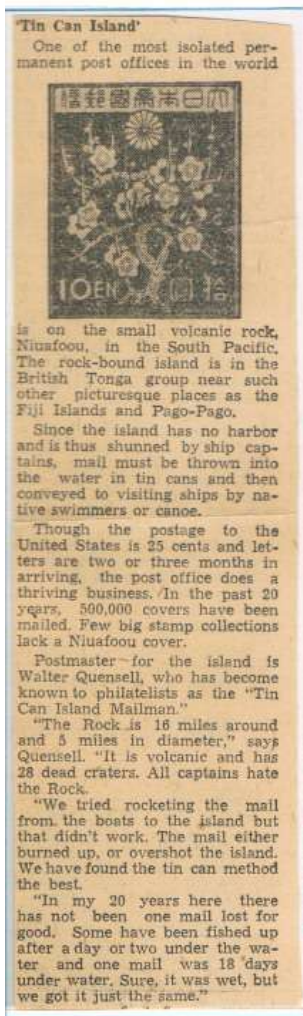 'Tin Can Island'
One of the most isolated per-
manent post offices in the world
大日本帝國郵便
10 EN 拾圓
is on the small volcanic rock,
Niuafoou, in the South Pacific.
The rock-bound island is in the
British Tonga group near such
other picturesque places as the
Fiji Islands and Pago-Pago.
Since the island has no harbor
and is thus shunned by ship cap-
tains, mail must be thrown into
the water in tin cans and then
conveyed to visiting ships by na-
tive swimmers or canoe.
Though the postage to the
United States is 25 cents and let-
ters are two or three months in
arriving, the post office does a
thriving business. In the past 20
years, 500,000 covers have been
mailed. Few big stamp collections
lack a Niuafoou cover.
Postmaster for the island is
Walter Quensell, who has become
known to philatelists as the "Tin
Can Island Mailman."
"The Rock is 16 miles around
and 5 miles in diameter," says
Quensell. "It is volcanic and has
28 dead craters. All captains hate
the Rock.
"We tried rocketing the mail
from the boats to the island but
that didn't work. The mail either
burned up, or overshot the island.
We have found the tin can method
the best.
"In my 20 years here there
has not been one mail lost for
good. Some have been fished up
after a day or two under the wa-
ter and one mail was 18 days
under water. Sure, it was wet, but
we got it just the same."